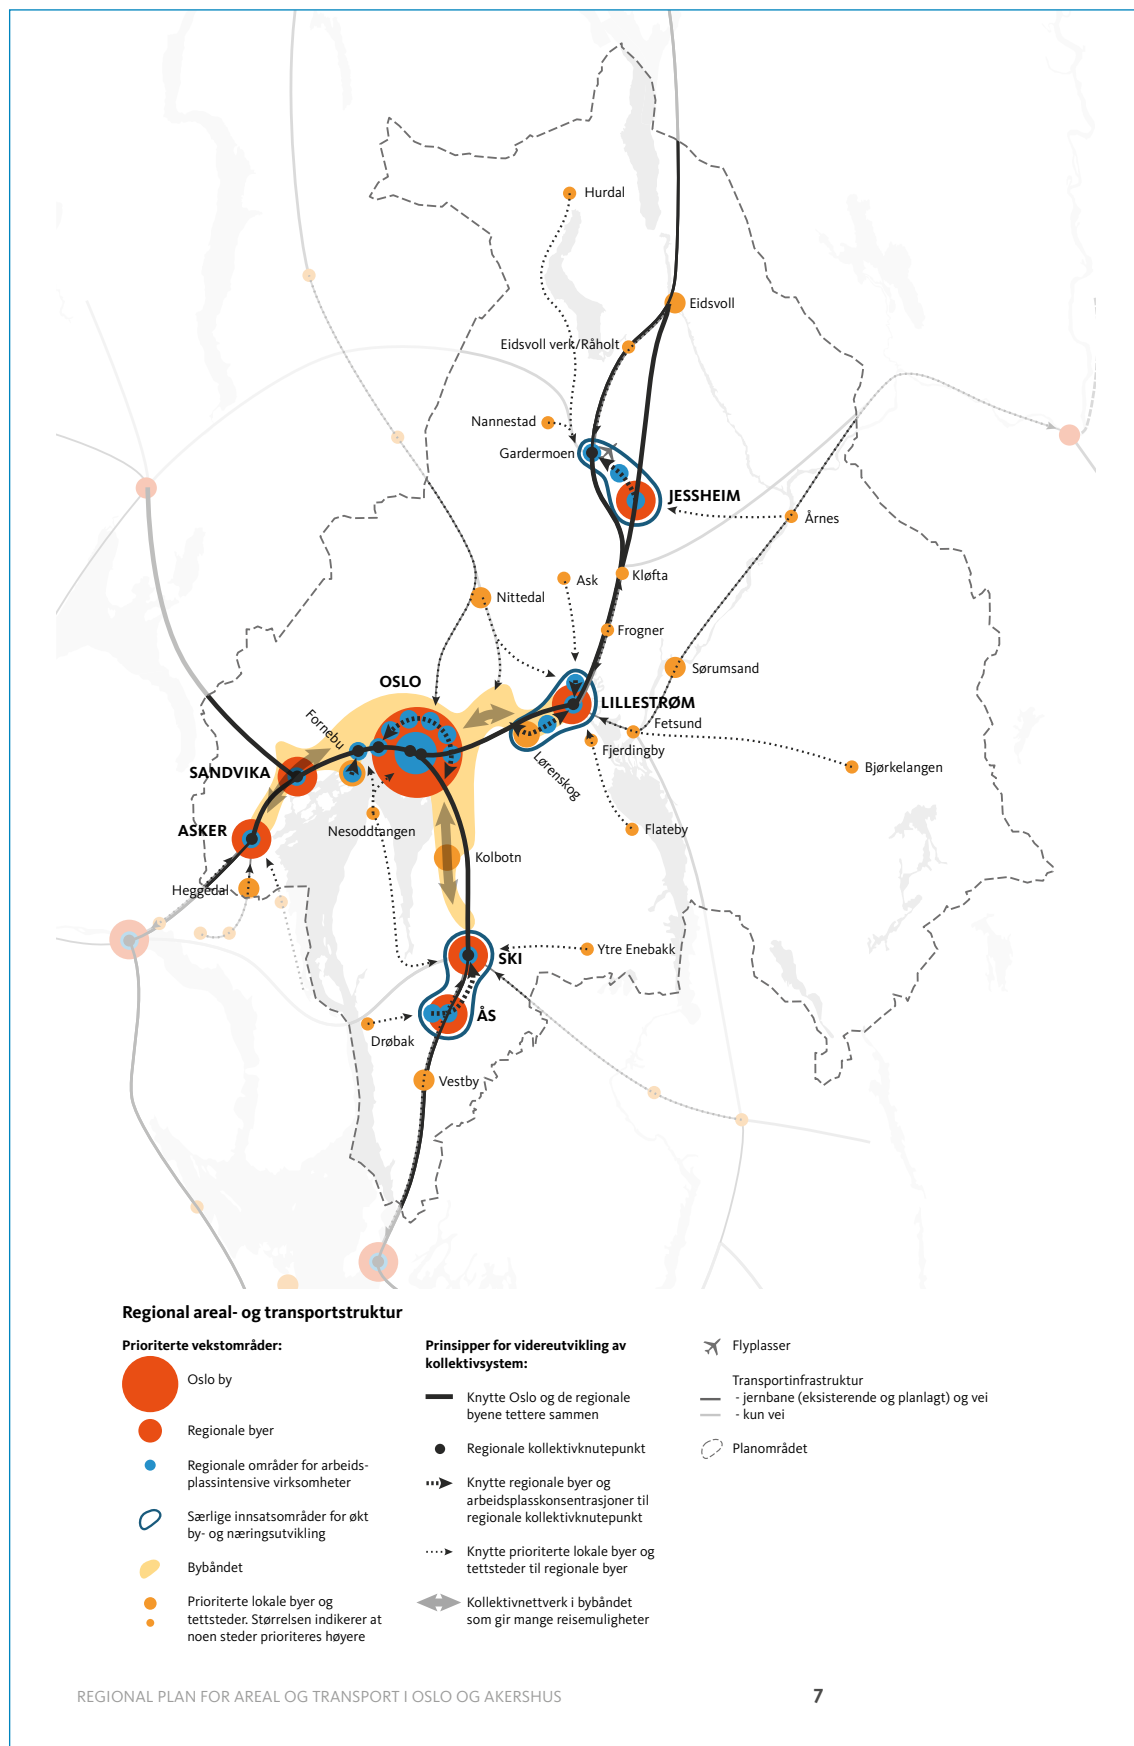 Hurdal
Eidsvoll
Eidsvoll verk/Råholt
Nannestad
Gardermoen
JESSHEIM
Årnes
Ask
Kløfta
Nittedal
Frogner
Sørumsand
OSLO
LILLESTRØM
Fornebu
Fetsund
Fjerdingby
SANDVIKA
Lørenskog
Bjørkelangen
ASKER
Nesoddtangen
Flateby
Kolbotn
Heggedal
Ytre Enebakk
SKI
ÅS
Drøbak
Vestby
Regional areal- og transportstruktur
Prioriterte vekstområder:
Oslo by
Regionale byer
Regionale områder for arbeids-
plassintensive virksomheter
Særlige innsatsområder for økt
by- og næringsutvikling
Bybåndet
Prioriterte lokale byer og
tettsteder. Størrelsen indikerer at
noen steder prioriteres høyere
Prinsipper for videreutvikling av
kollektivsystem:
Knytte Oslo og de regionale
byene tettere sammen
Regionale kollektivknutepunkt
Knytte regionale byer og
arbeidsplasskonsentrasjoner til
regionale kollektivknutepunkt
Knytte prioriterte lokale byer og
tettsteder til regionale byer
Kollektivnettverk i bybåndet
som gir mange reisemuligheter
Flyplasser
Transportinfrastruktur
- jernbane (eksisterende og planlagt) og vei
- kun vei
Planområdet
REGIONAL PLAN FOR AREAL OG TRANSPORT I OSLO OG AKERSHUS
7